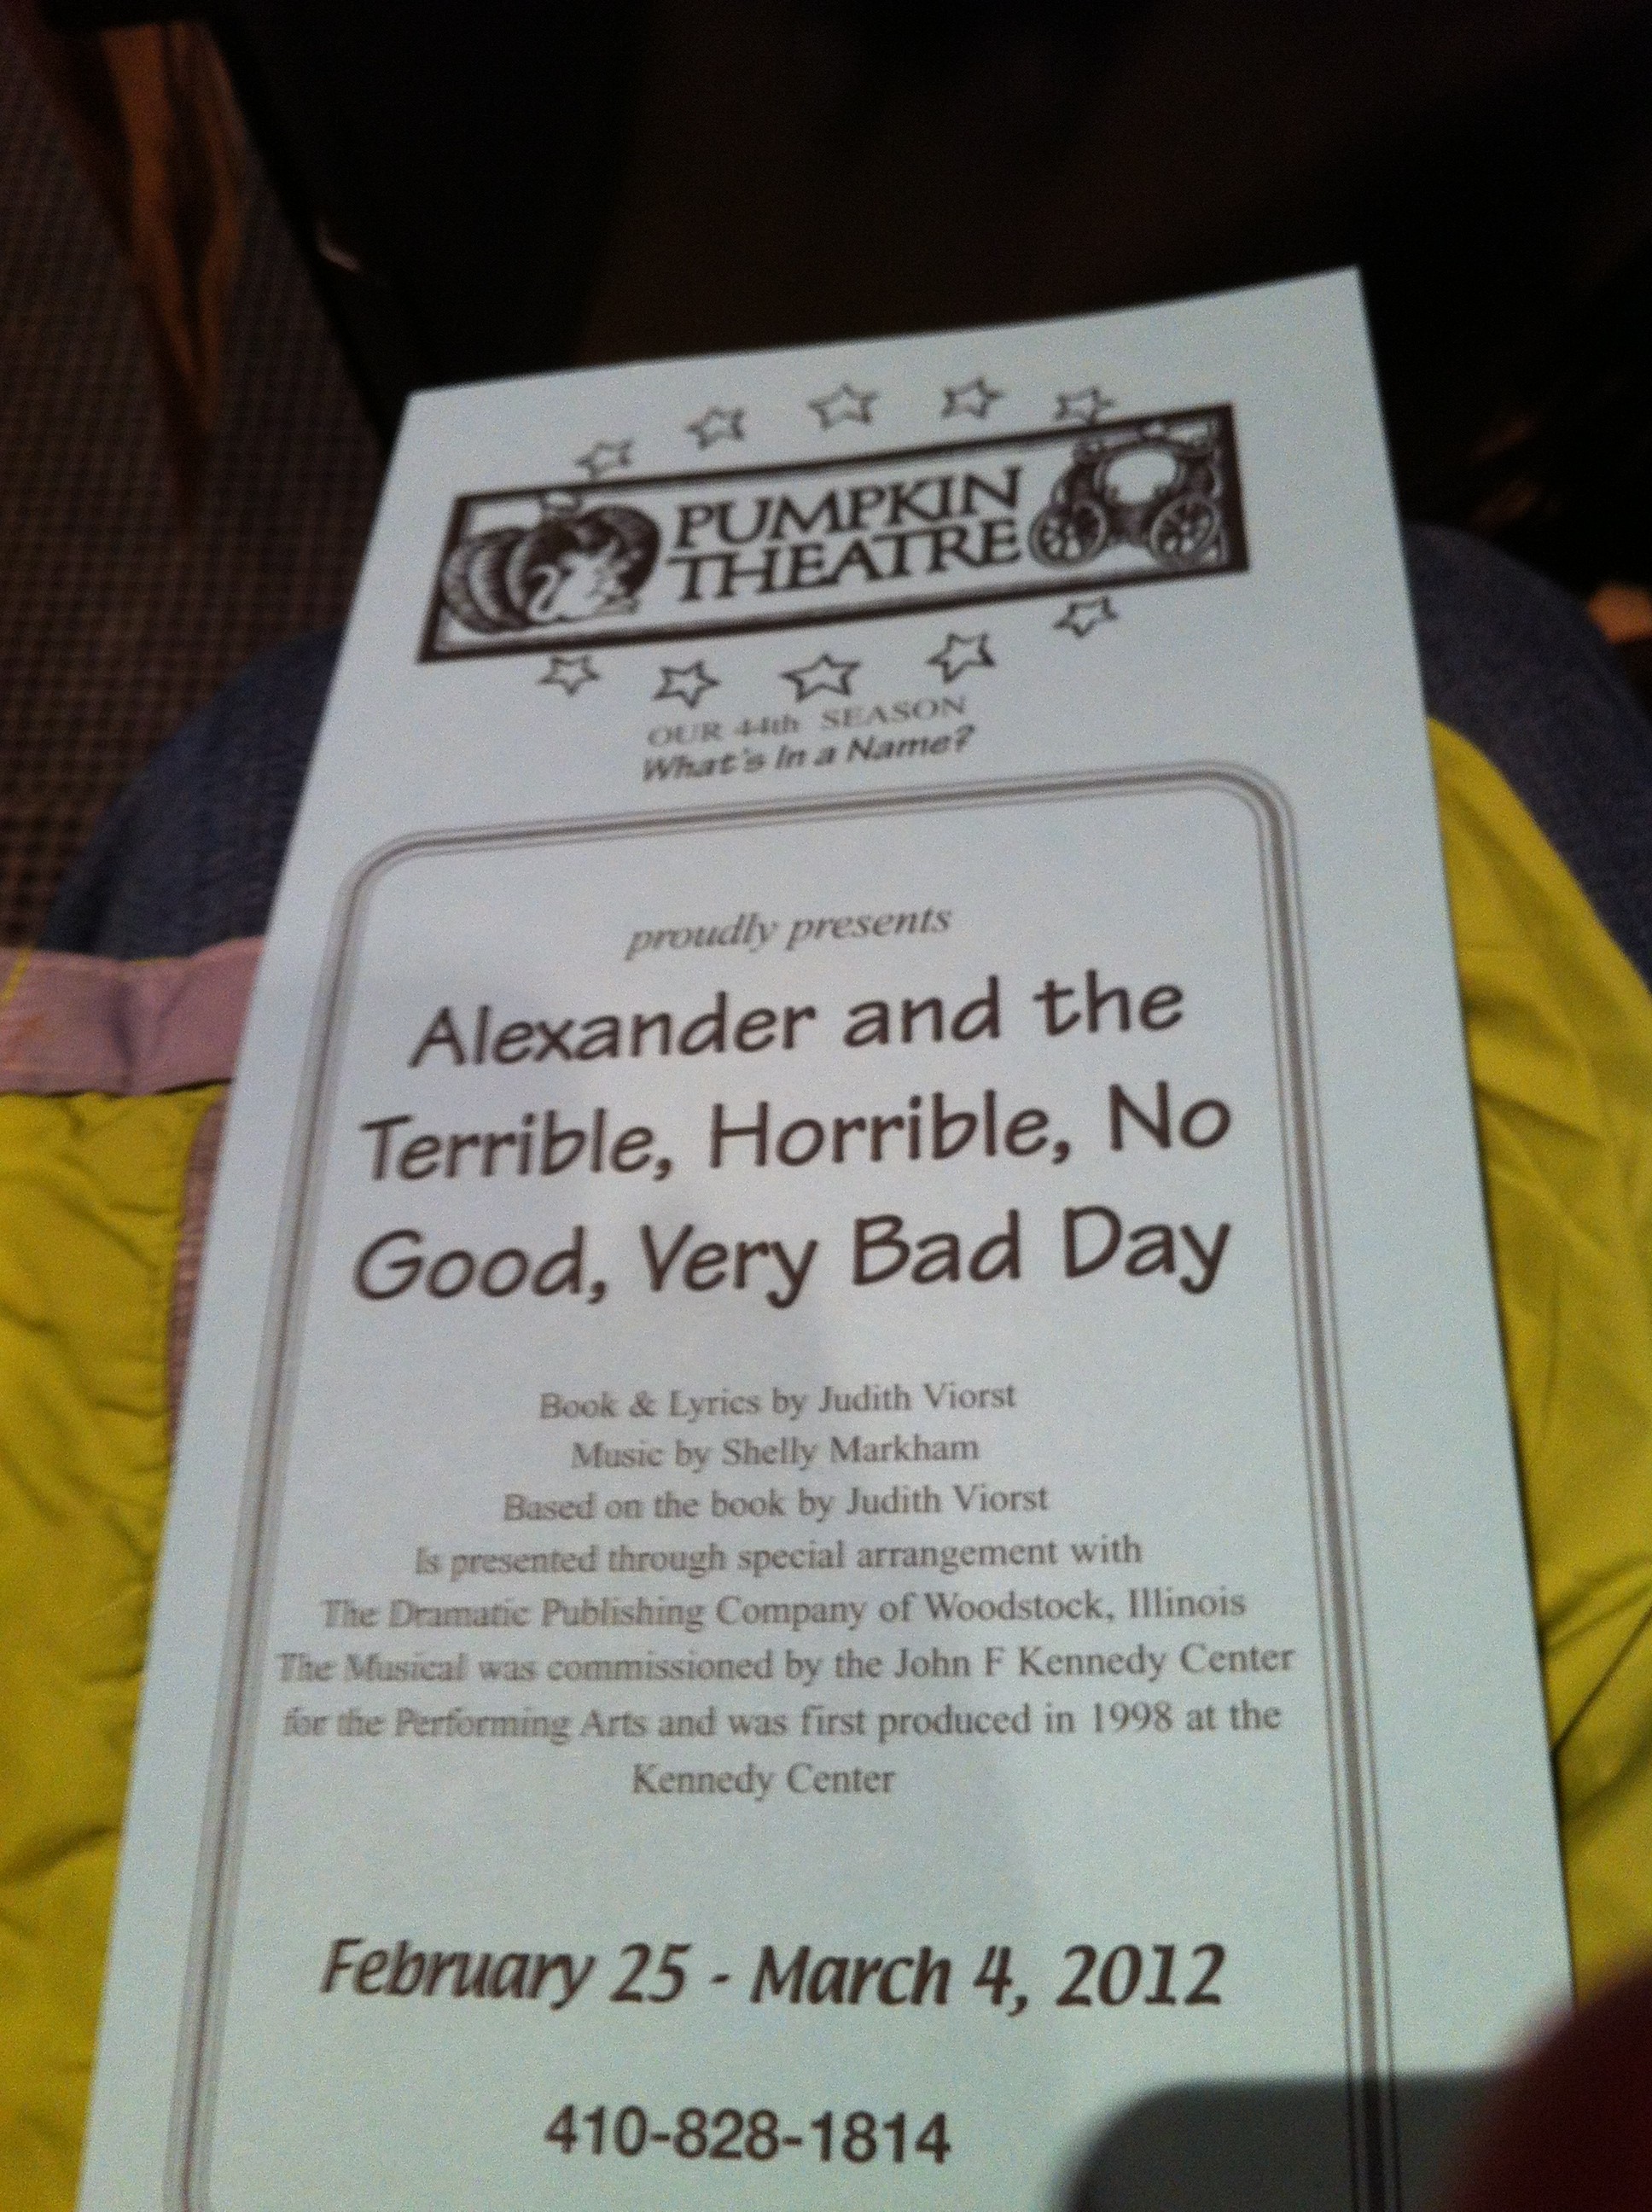 PUMPKIN
THEATRE
OUR 44th SEASON
What's In a Name?
proudly presents
Alexander and the
Terrible, Horrible, No
Good, Very Bad Day
Book & Lyrics by Judith Viorst
Music by Shelly Markham
Based on the book by Judith Viorst
Is presented through special arrangement with
The Dramatic Publishing Company of Woodstock, Illinois
The Musical was commissioned by the John F Kennedy Center
for the Performing Arts and was first produced in 1998 at the
Kennedy Center
February 25 - March 4, 2012
410-828-1814